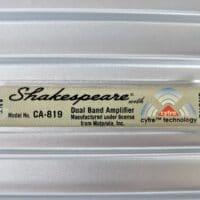 Shakespeare with
Dual Band Amplifier
Model No. CA-819
Manufactured under license
from Motorola, Inc.
cyfre™ technology